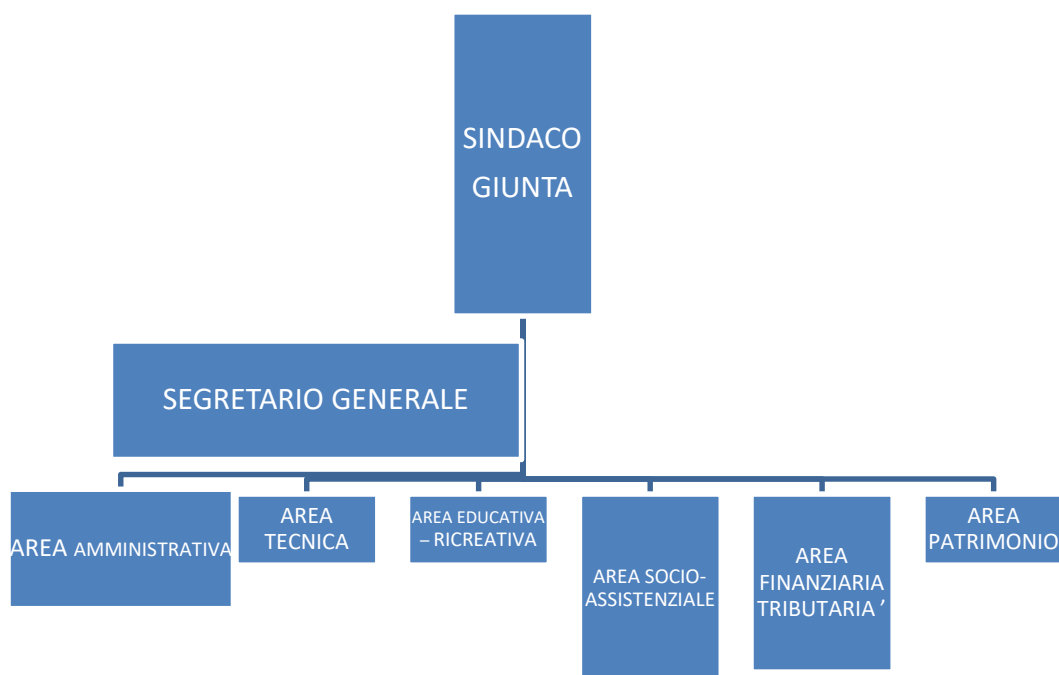 SINDACO
GIUNTA
SEGRETARIO GENERALE
AREA AMMINISTRATIVA
AREA
TECNICA
AREA EDUCATIVA
– RICREATIVA
AREA SOCIO-
ASSISTENZIALE
AREA
FINANZIARIA
TRIBUTARIA ’
AREA
PATRIMONIO